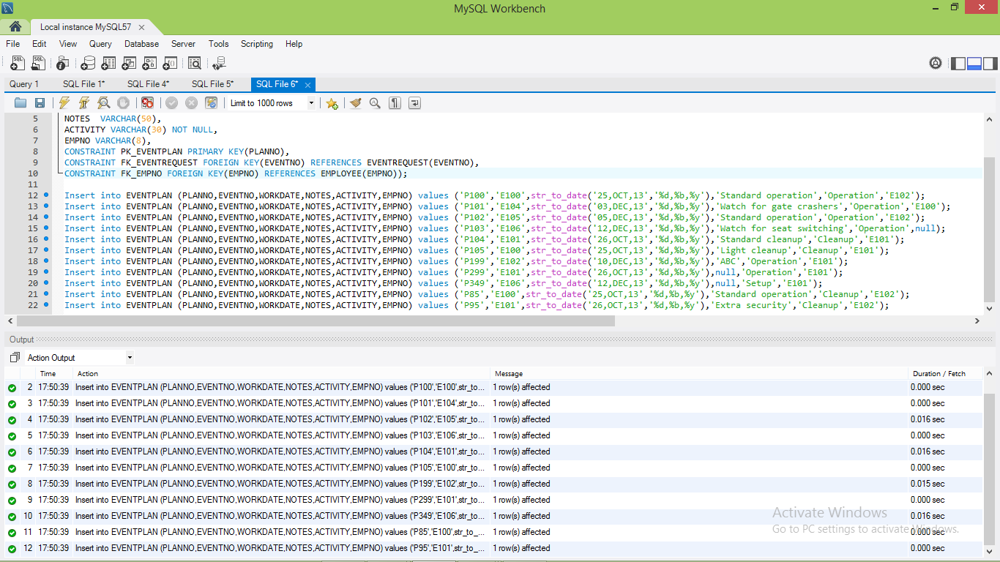 MySQL Workbench
Local instance MySQL57
File Edit View Query Database Server Tools Scripting Help
Query 1 SQL File 1* SQL File 4* SQL File 5* SQL File 6*
Limit to 1000 rows
5 NOTES VARCHAR(50),
6 ACTIVITY VARCHAR(30) NOT NULL,
7 EMPNO VARCHAR(8),
8 CONSTRAINT PK_EVENTPLAN PRIMARY KEY(PLANNO),
9 CONSTRAINT FK_EVENTREQUEST FOREIGN KEY(EVENTNO) REFERENCES EVENTREQUEST(EVENTNO),
10 CONSTRAINT FK_EMPNO FOREIGN KEY(EMPNO) REFERENCES EMPLOYEE(EMPNO));
11
12 Insert into EVENTPLAN (PLANNO,EVENTNO,WORKDATE,NOTES,ACTIVITY,EMPNO) values ('P100','E100',str_to_date('25,OCT,13','%d,%b,%y'),'Standard operation','Operation','E102');
13 Insert into EVENTPLAN (PLANNO,EVENTNO,WORKDATE,NOTES,ACTIVITY,EMPNO) values ('P101','E104',str_to_date('03,DEC,13','%d,%b,%y'),'Watch for gate crashers','Operation','E100');
14 Insert into EVENTPLAN (PLANNO,EVENTNO,WORKDATE,NOTES,ACTIVITY,EMPNO) values ('P102','E105',str_to_date('05,DEC,13','%d,%b,%y'),'Standard operation','Operation','E102');
15 Insert into EVENTPLAN (PLANNO,EVENTNO,WORKDATE,NOTES,ACTIVITY,EMPNO) values ('P103','E106',str_to_date('12,DEC,13','%d,%b,%y'),'Watch for seat switching','Operation',null);
16 Insert into EVENTPLAN (PLANNO,EVENTNO,WORKDATE,NOTES,ACTIVITY,EMPNO) values ('P104','E101',str_to_date('26,OCT,13','%d,%b,%y'),'Standard cleanup','Cleanup','E101');
17 Insert into EVENTPLAN (PLANNO,EVENTNO,WORKDATE,NOTES,ACTIVITY,EMPNO) values ('P105','E100',str_to_date('25,OCT,13','%d,%b,%y'),'Light cleanup','Cleanup','E101');
18 Insert into EVENTPLAN (PLANNO,EVENTNO,WORKDATE,NOTES,ACTIVITY,EMPNO) values ('P199','E102',str_to_date('10,DEC,13','%d,%b,%y'),'ABC','Operation','E101');
19 Insert into EVENTPLAN (PLANNO,EVENTNO,WORKDATE,NOTES,ACTIVITY,EMPNO) values ('P299','E101',str_to_date('26,OCT,13','%d,%b,%y'),null,'Operation','E101');
20 Insert into EVENTPLAN (PLANNO,EVENTNO,WORKDATE,NOTES,ACTIVITY,EMPNO) values ('P349','E106',str_to_date('12,DEC,13','%d,%b,%y'),null,'Setup','E101');
21 Insert into EVENTPLAN (PLANNO,EVENTNO,WORKDATE,NOTES,ACTIVITY,EMPNO) values ('P85','E100',str_to_date('25,OCT,13','%d,%b,%y'),'Standard operation','Cleanup','E102');
22 Insert into EVENTPLAN (PLANNO,EVENTNO,WORKDATE,NOTES,ACTIVITY,EMPNO) values ('P95','E101',str_to_date('26,OCT,13','%d,%b,%y'),'Extra security','Cleanup','E102');
Output
Action Output
Time Action Message Duration / Fetch
2 17:50:39 Insert into EVENTPLAN (PLANNO,EVENTNO,WORKDATE,NOTES,ACTIVITY,EMPNO) values ('P100','E100',str_to... 1 row(s) affected 0.000 sec
3 17:50:39 Insert into EVENTPLAN (PLANNO,EVENTNO,WORKDATE,NOTES,ACTIVITY,EMPNO) values ('P101','E104',str_to... 1 row(s) affected 0.000 sec
4 17:50:39 Insert into EVENTPLAN (PLANNO,EVENTNO,WORKDATE,NOTES,ACTIVITY,EMPNO) values ('P102','E105',str_to... 1 row(s) affected 0.016 sec
5 17:50:39 Insert into EVENTPLAN (PLANNO,EVENTNO,WORKDATE,NOTES,ACTIVITY,EMPNO) values ('P103','E106',str_to... 1 row(s) affected 0.000 sec
6 17:50:39 Insert into EVENTPLAN (PLANNO,EVENTNO,WORKDATE,NOTES,ACTIVITY,EMPNO) values ('P104','E101',str_to... 1 row(s) affected 0.016 sec
7 17:50:39 Insert into EVENTPLAN (PLANNO,EVENTNO,WORKDATE,NOTES,ACTIVITY,EMPNO) values ('P105','E100',str_to... 1 row(s) affected 0.000 sec
8 17:50:39 Insert into EVENTPLAN (PLANNO,EVENTNO,WORKDATE,NOTES,ACTIVITY,EMPNO) values ('P199','E102',str_to... 1 row(s) affected 0.015 sec
9 17:50:39 Insert into EVENTPLAN (PLANNO,EVENTNO,WORKDATE,NOTES,ACTIVITY,EMPNO) values ('P299','E101',str_to... 1 row(s) affected 0.000 sec
10 17:50:39 Insert into EVENTPLAN (PLANNO,EVENTNO,WORKDATE,NOTES,ACTIVITY,EMPNO) values ('P349','E106',str_to... 1 row(s) affected 0.016 sec
11 17:50:39 Insert into EVENTPLAN (PLANNO,EVENTNO,WORKDATE,NOTES,ACTIVITY,EMPNO) values ('P85','E100',str_to_... 1 row(s) affected 0.000 sec
12 17:50:39 Insert into EVENTPLAN (PLANNO,EVENTNO,WORKDATE,NOTES,ACTIVITY,EMPNO) values ('P95','E101',str_to_... 1 row(s) affected 0.000 sec
Activate Windows
Go to PC settings to activate Windows.